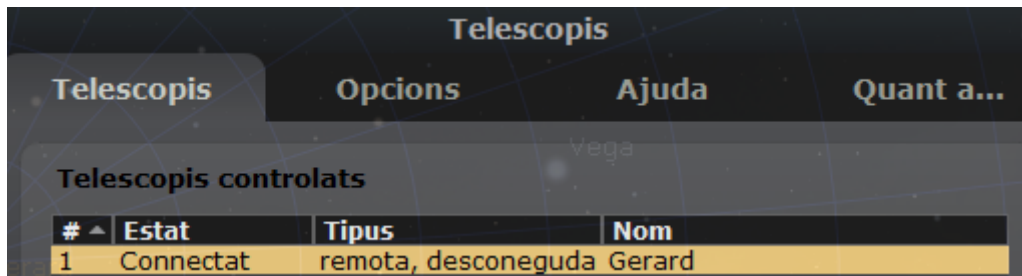 Telescopis
Telescopis Opcions Ajuda Quant a...
Vega
Telescopis controlats
# Estat Tipus Nom
1 Connectat remota, desconeguda Gerard